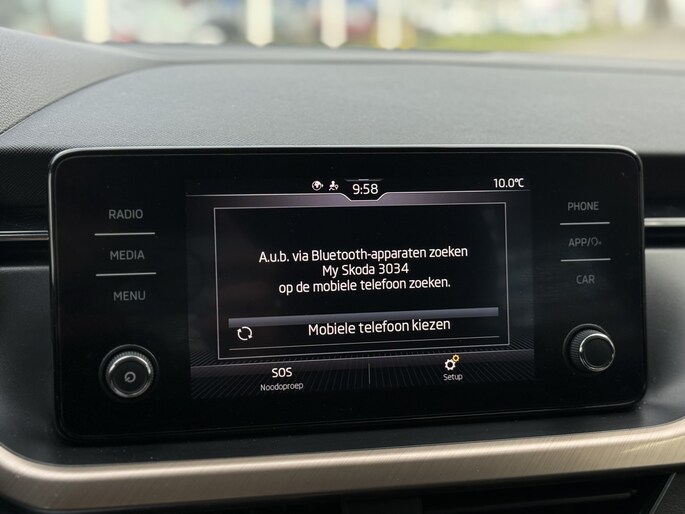 9:58
10.0°C
RADIO
MEDIA
MENU
A.u.b. via Bluetooth-apparaten zoeken
My Skoda 3034
op de mobiele telefoon zoeken.
Mobiele telefoon kiezen
SOS
Noodoproep
Setup
PHONE
APP/
CAR